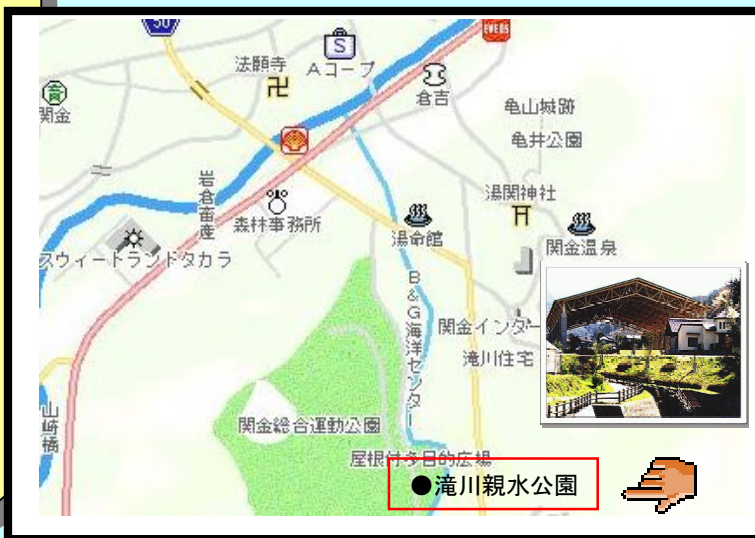 50
法願寺
Aコープ
S
倉吉
育
関金
亀山城跡
亀井公園
岩倉畜産
森林事務所
湯命館
湯関神社
関金温泉
スウィートランドタカラ
B&G海洋センター
関金インター
滝川住宅
山崎橋
関金総合運動公園
屋根付多目的広場
●滝川親水公園